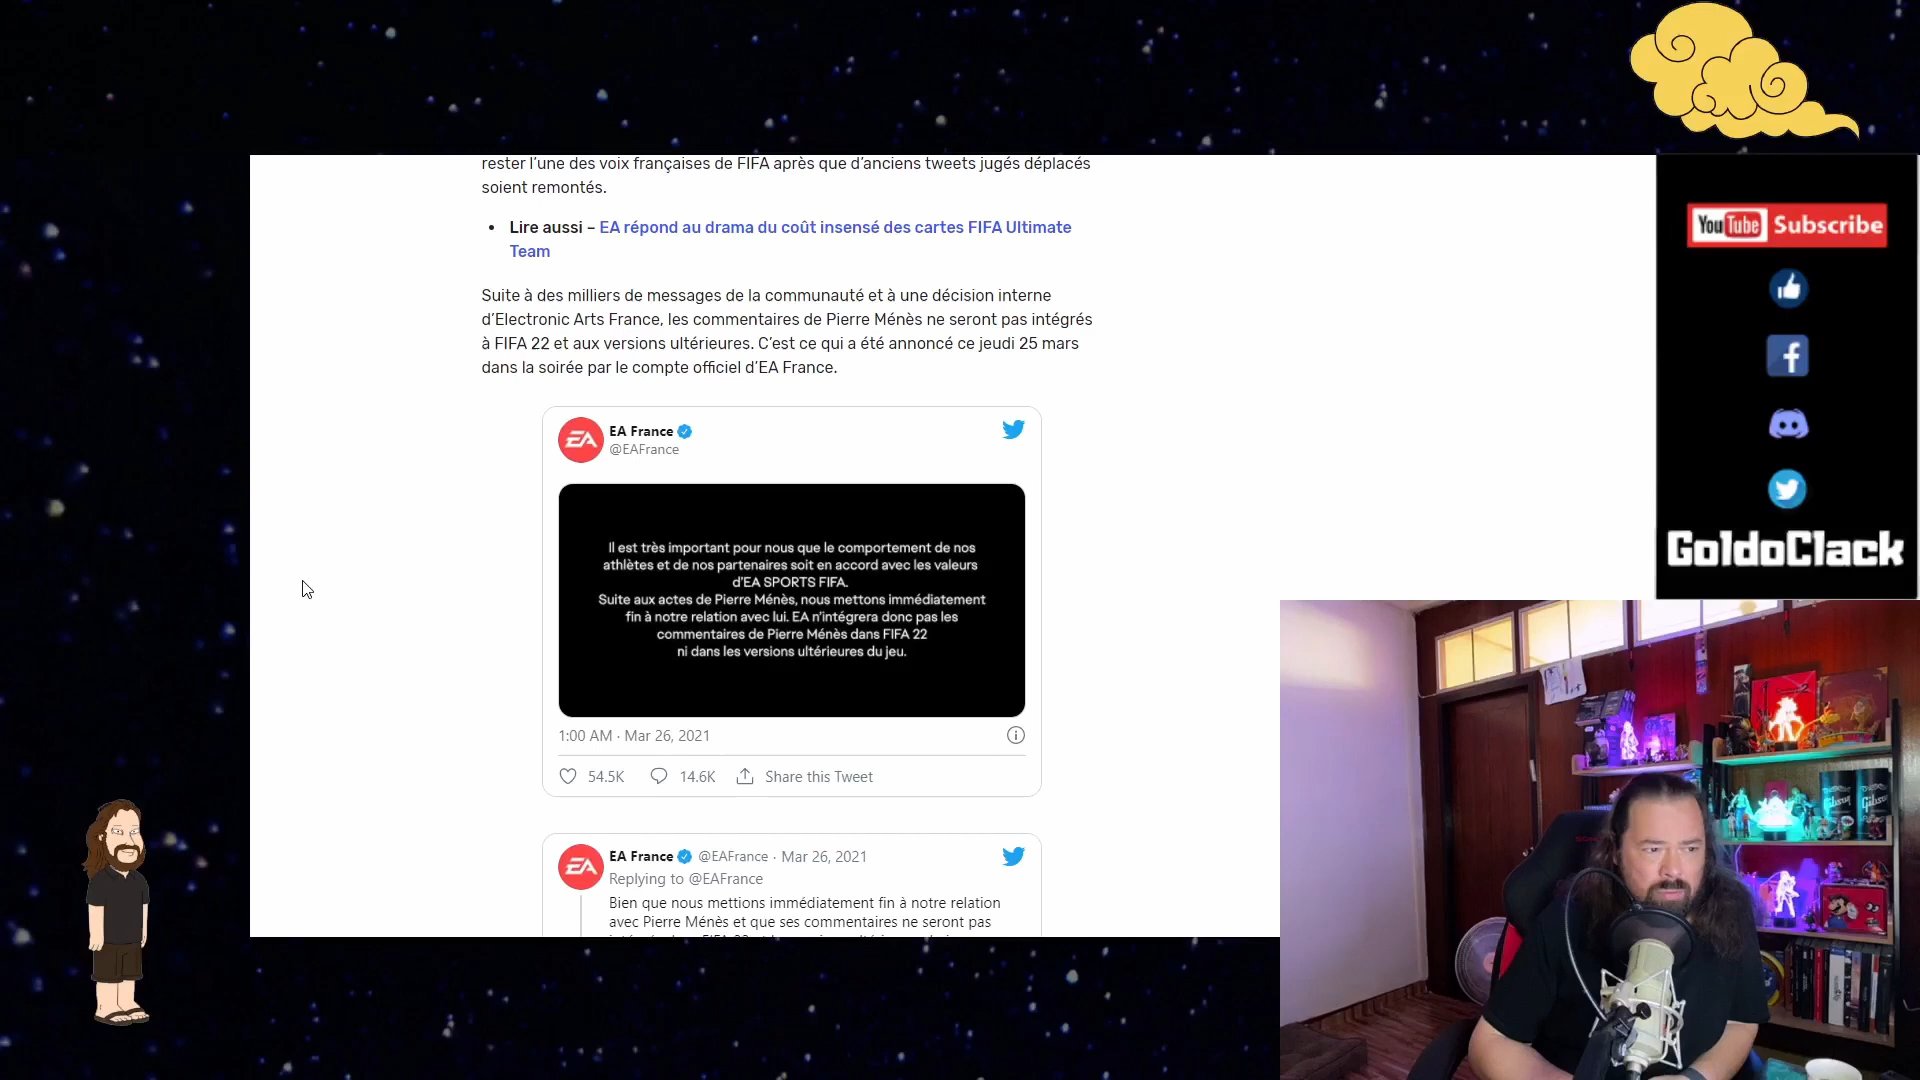 rester l'une des voix françaises de FIFA après que d'anciens tweets jugés déplacés
soient remontés.
• Lire aussi – EA répond au drama du coût insensé des cartes FIFA Ultimate
Team
Suite à des milliers de messages de la communauté et à une décision interne
d'Electronic Arts France, les commentaires de Pierre Ménès ne seront pas intégrés
à FIFA 22 et aux versions ultérieures. C'est ce qui a été annoncé ce jeudi 25 mars
dans la soirée par le compte officiel d'EA France.
EA
EA France
@EAFrance
Il est très important pour nous que le comportement de nos
athlètes et de nos partenaires soit en accord avec les valeurs
d'EA SPORTS FIFA.
Suite aux actes de Pierre Ménès, nous mettons immédiatement
fin à notre relation avec lui. EA n'intégrera donc pas les
commentaires de Pierre Ménès dans FIFA 22
ni dans les versions ultérieures du jeu.
1:00 AM · Mar 26, 2021
54.5K 14.6K Share this Tweet
EA
EA France @EAFrance · Mar 26, 2021
Replying to @EAFrance
Bien que nous mettions immédiatement fin à notre relation
avec Pierre Ménès et que ses commentaires ne seront pas
YouTube Subscribe
GoldoClack
Gibson
Gibson